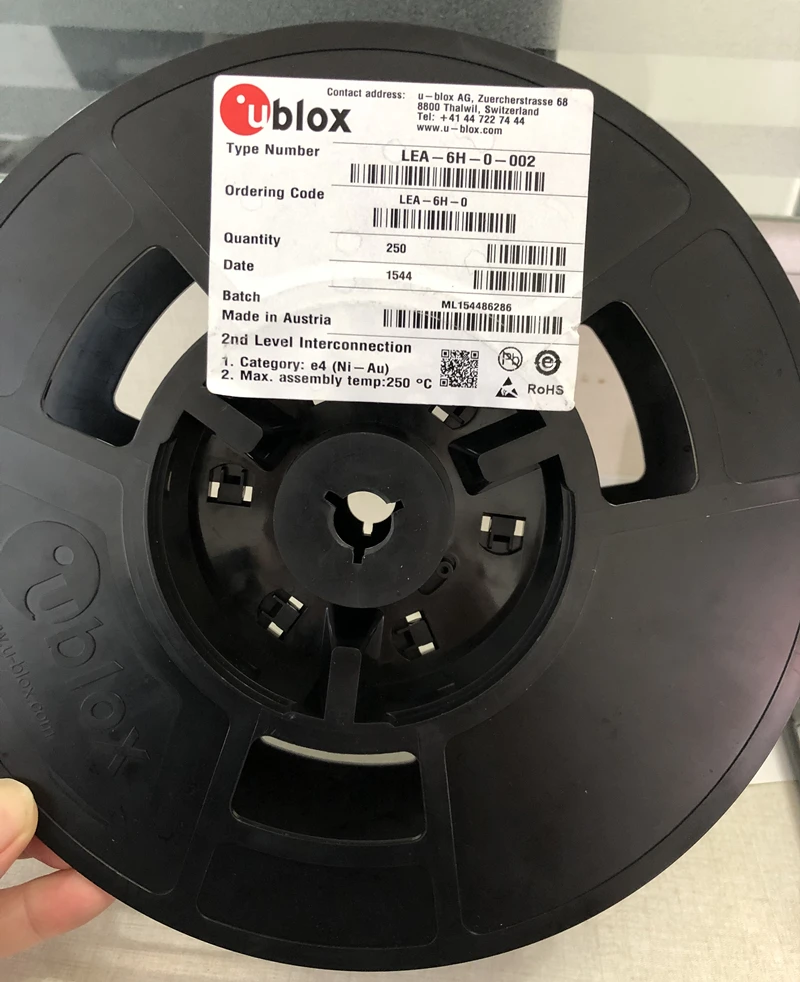 ublox
Contact address: u-blox AG, Zuercherstrasse 68
8800 Thalwil, Switzerland
Tel: +41 44 722 74 44
www.u-blox.com
Type Number LEA-6H-0-002
Ordering Code LEA-6H-0
Quantity 250
Date 1544
Batch ML154486286
Made in Austria
2nd Level Interconnection
1. Category: e4 (Ni-Au)
2. Max. assembly temp:250 °C
Pb
e
RoHS
ublox
www.u-blox.com